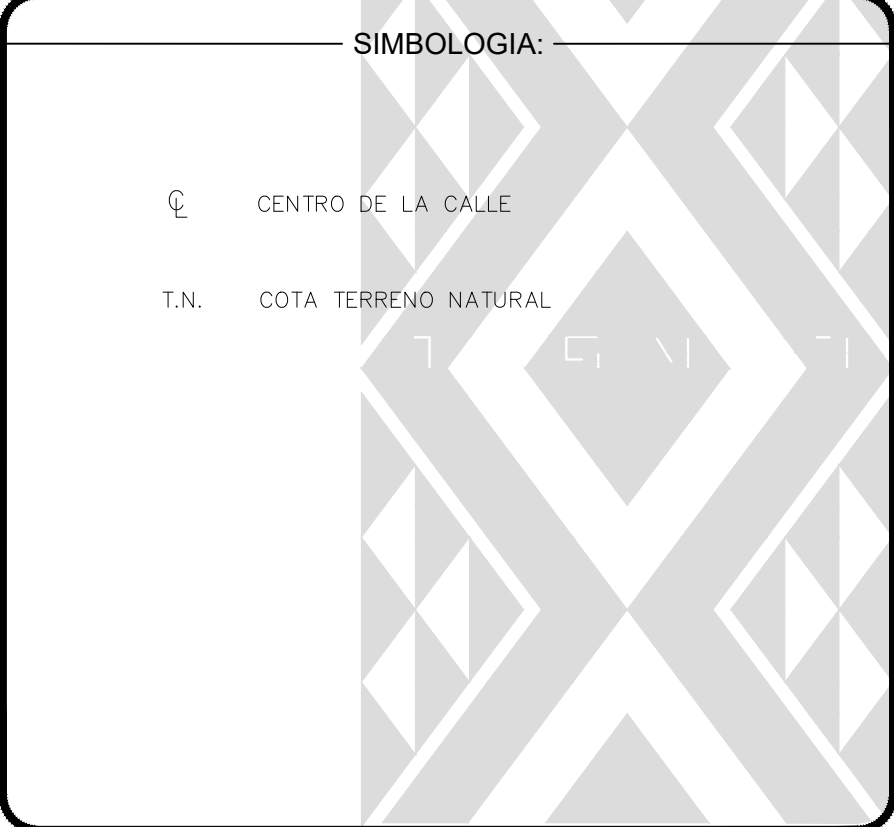 SIMBOLOGIA:
℄ CENTRO DE LA CALLE
T.N. COTA TERRENO NATURAL